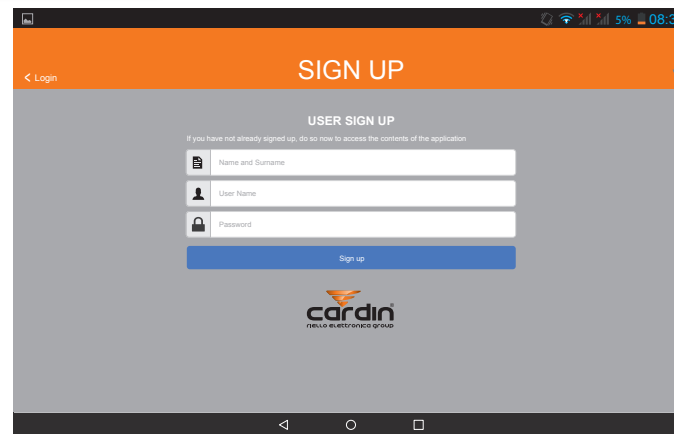 5% 08:3
< Login
SIGN UP
USER SIGN UP
If you have not already signed up, do so now to access the contents of the application
Name and Surname
User Name
Password
Sign up
cardin®
nello elettronica group